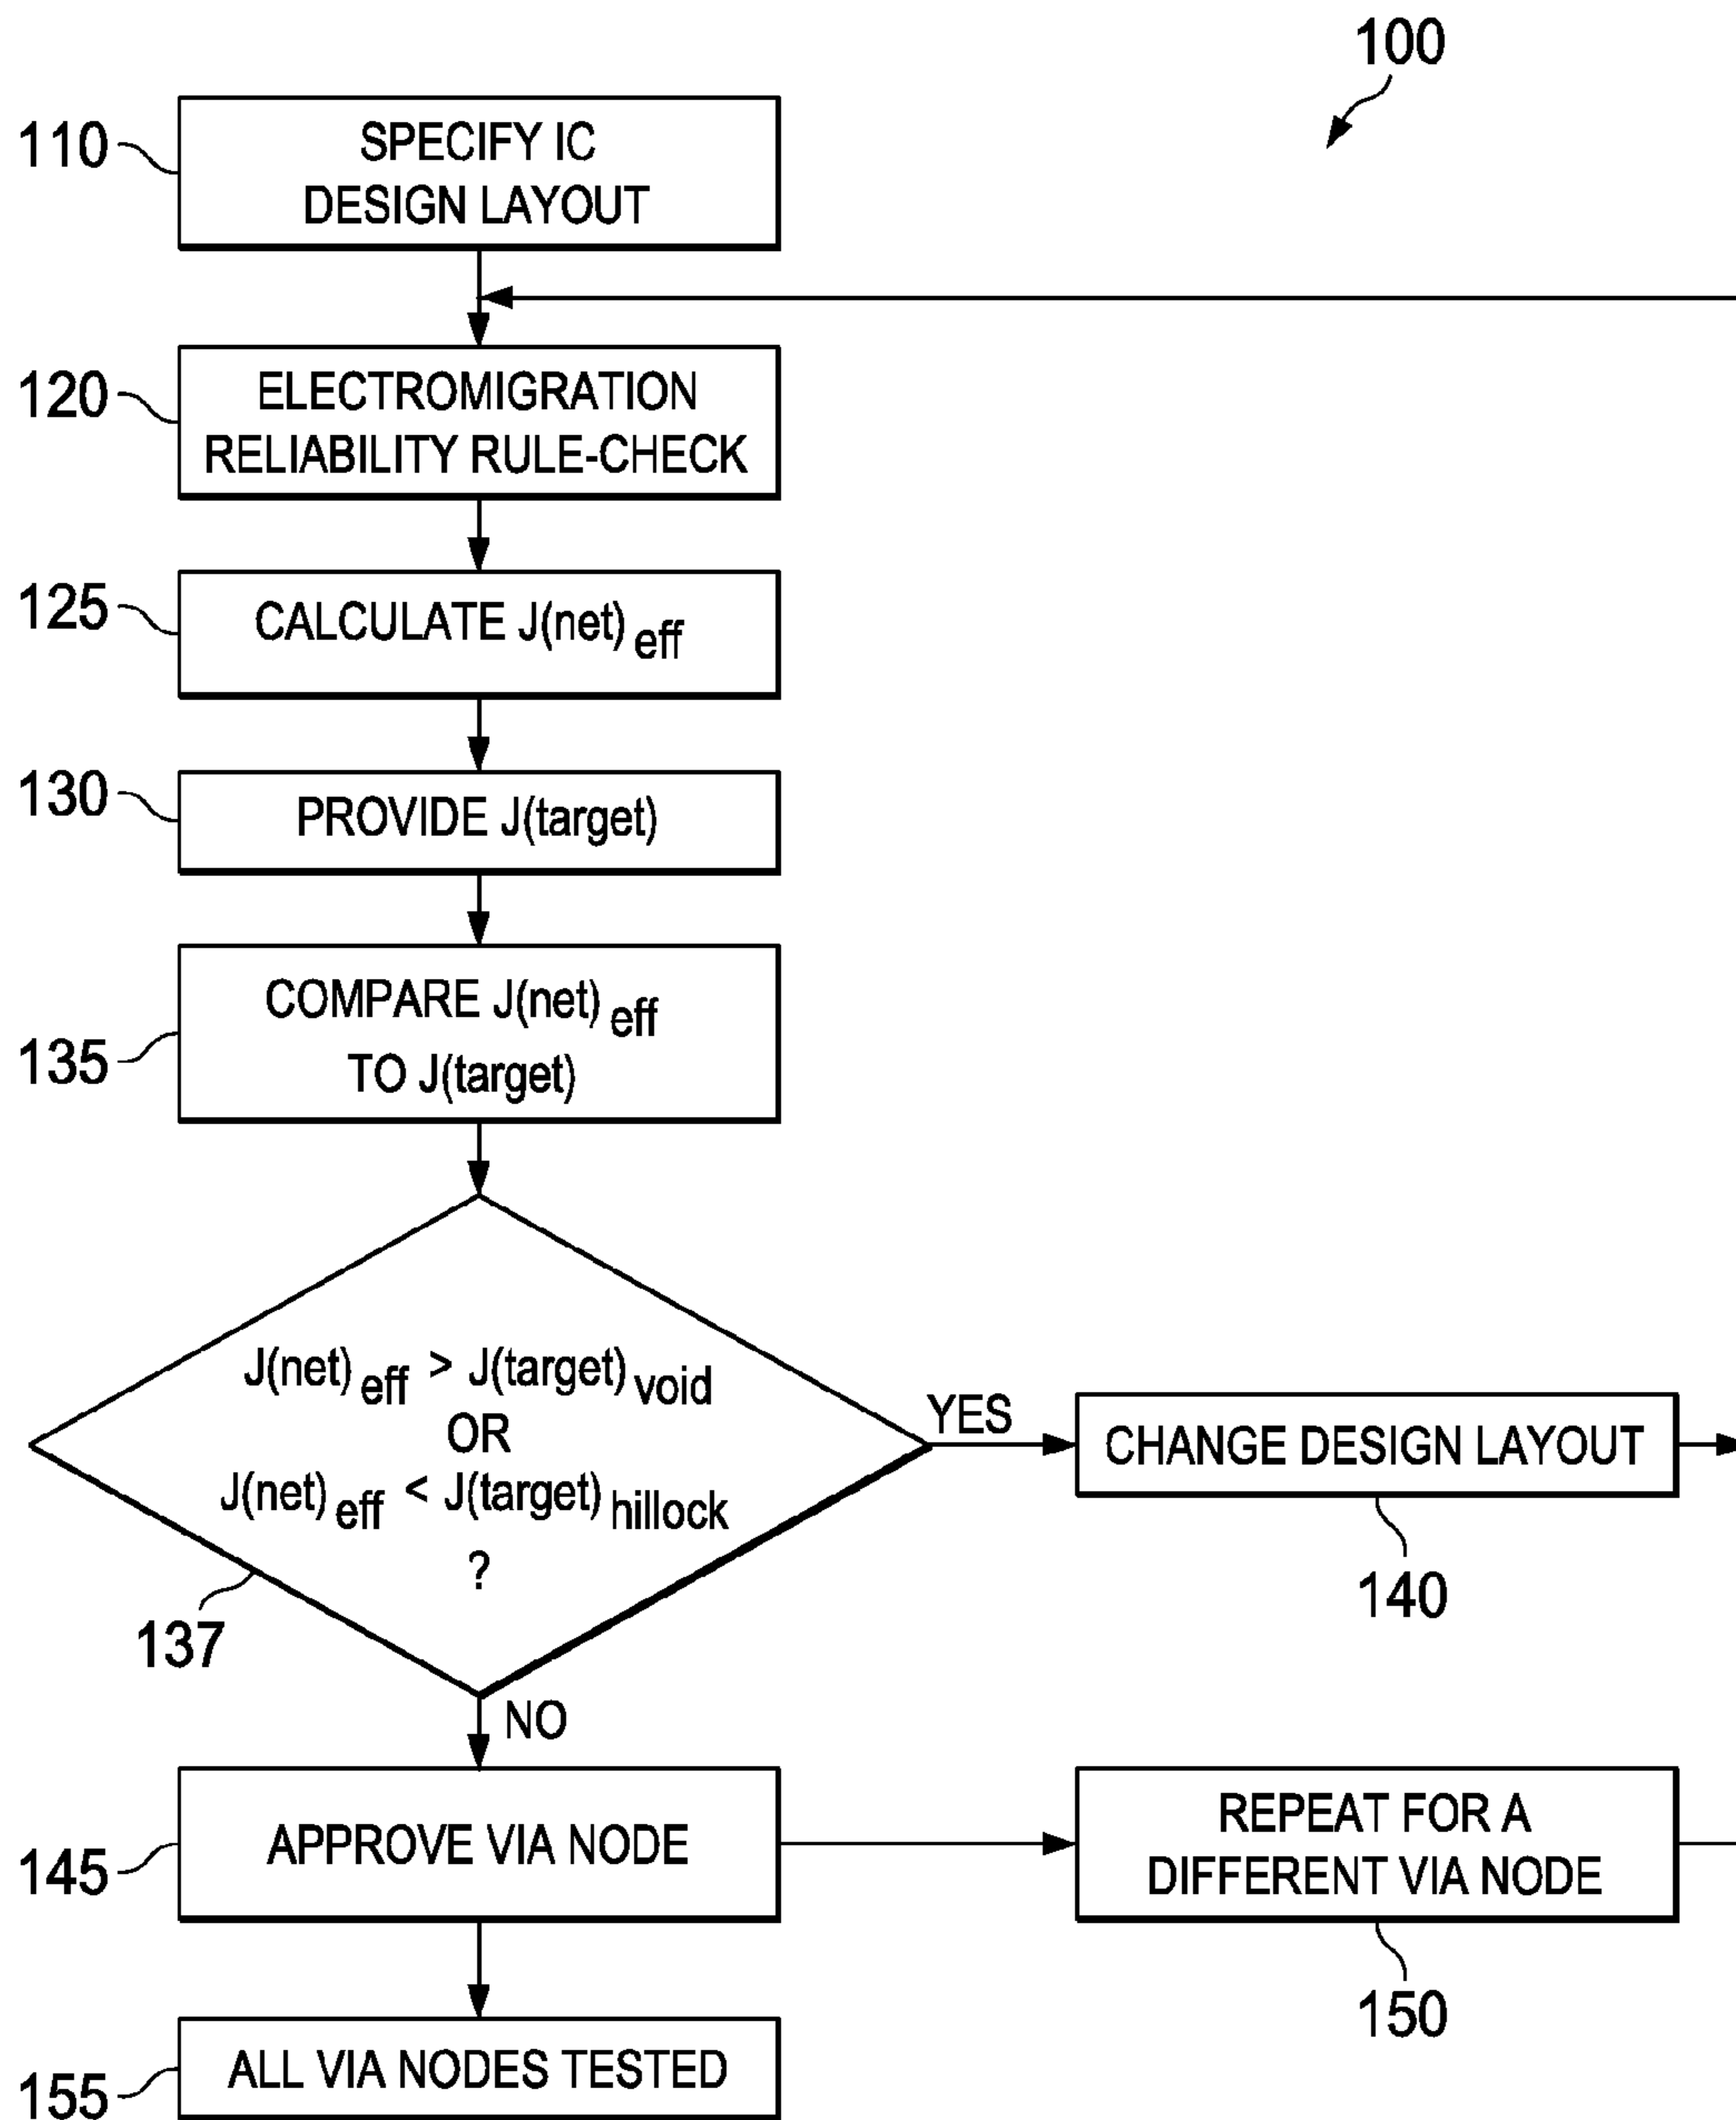 100
110
SPECIFY IC
DESIGN LAYOUT
120
ELECTROMIGRATION
RELIABILITY RULE-CHECK
125
CALCULATE J(net) eff
130
PROVIDE J(target)
135
COMPARE J(net) eff
TO J(target)
J(net) eff > J(target) void
OR
J(net) eff < J(target) hillock
?
137
YES
CHANGE DESIGN LAYOUT
140
NO
145
APPROVE VIA NODE
REPEAT FOR A
DIFFERENT VIA NODE
150
155
ALL VIA NODES TESTED